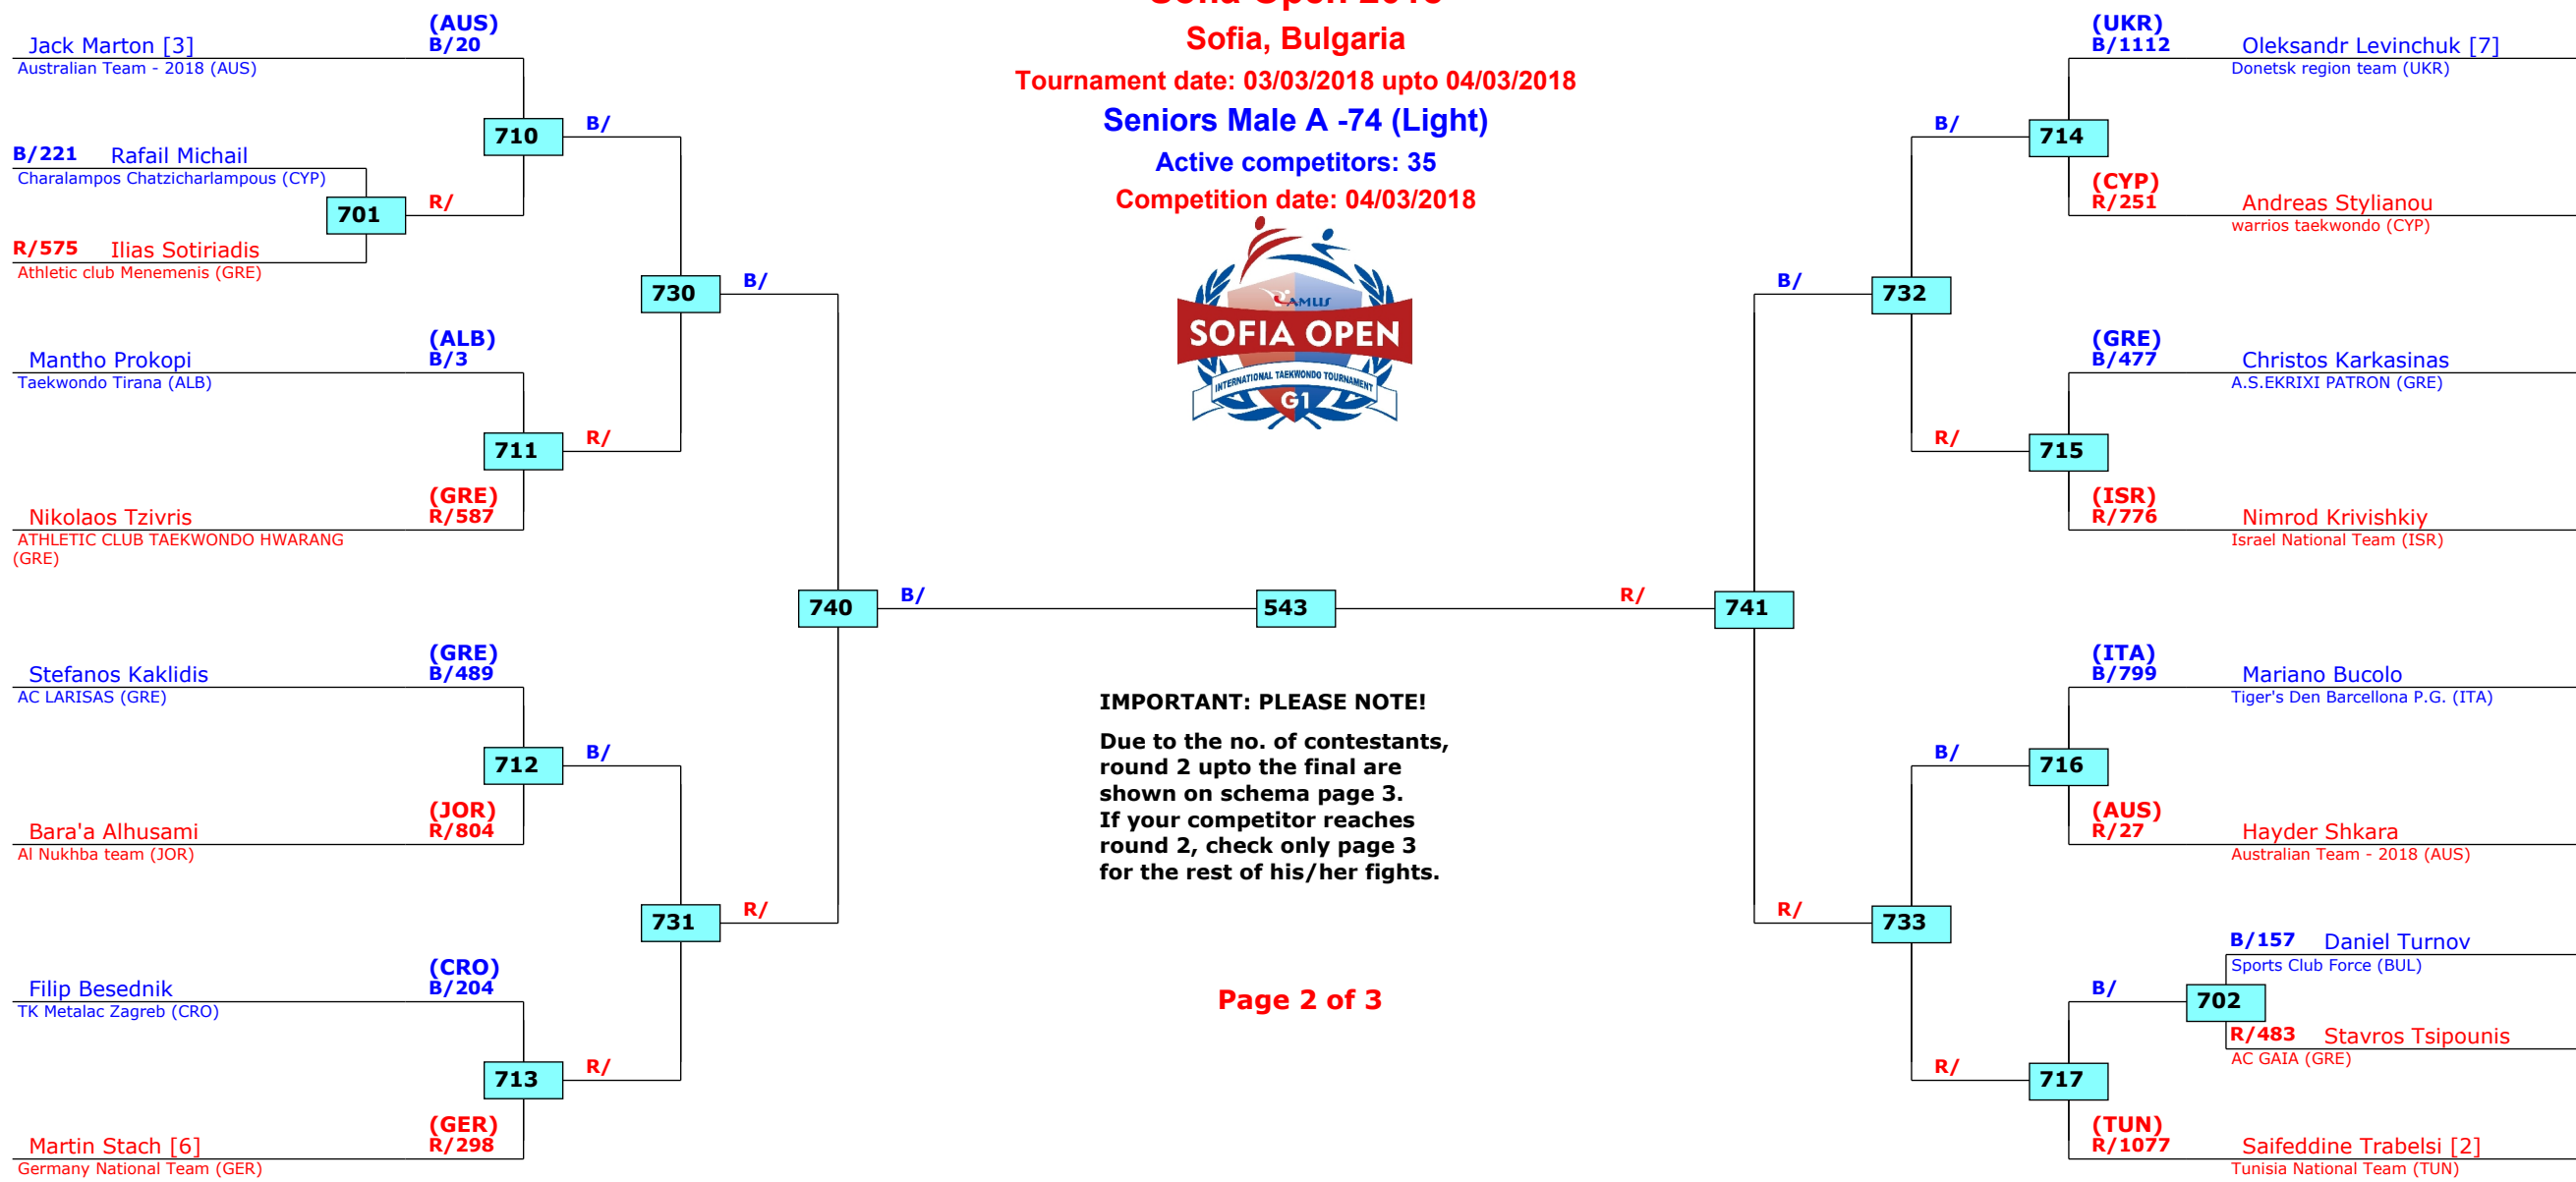 Sofia Open 2018
Sofia, Bulgaria
Tournament date: 03/03/2018 upto 04/03/2018
Seniors Male A -74 (Light)
Active competitors: 35
Competition date: 04/03/2018
CAMUS
SOFIA OPEN
INTERNATIONAL TAEKWONDO TOURNAMENT
G1
(AUS)
Jack Marton [3] B/20
Australian Team - 2018 (AUS)
710 B/
B/221 Rafail Michail
Charalampos Chatzicharlampous (CYP)
701 R/
R/575 Ilias Sotiriadis
Athletic club Menemenis (GRE)
730 B/
(ALB)
Mantho Prokopi B/3
Taekwondo Tirana (ALB)
711 R/
(GRE)
Nikolaos Tzivris R/587
ATHLETIC CLUB TAEKWONDO HWARANG
(GRE)
740 B/
(GRE)
Stefanos Kaklidis B/489
AC LARISAS (GRE)
712 B/
(JOR)
Bara'a Alhusami R/804
Al Nukhba team (JOR)
731 R/
(CRO)
Filip Besednik B/204
TK Metalac Zagreb (CRO)
713 R/
(GER)
Martin Stach [6] R/298
Germany National Team (GER)
543
IMPORTANT: PLEASE NOTE!
Due to the no. of contestants,
round 2 upto the final are
shown on schema page 3.
If your competitor reaches
round 2, check only page 3
for the rest of his/her fights.
Page 2 of 3
(UKR)
B/1112 Oleksandr Levinchuk [7]
Donetsk region team (UKR)
B/ 714
(CYP)
R/251 Andreas Stylianou
warrios taekwondo (CYP)
B/ 732
(GRE)
B/477 Christos Karkasinas
A.S.EKRIXI PATRON (GRE)
R/ 715
(ISR)
R/776 Nimrod Krivishkiy
Israel National Team (ISR)
R/ 741
(ITA)
B/799 Mariano Bucolo
Tiger's Den Barcellona P.G. (ITA)
B/ 716
(AUS)
R/27 Hayder Shkara
Australian Team - 2018 (AUS)
R/ 733
B/157 Daniel Turnov
Sports Club Force (BUL)
B/ 702
R/483 Stavros Tsipounis
AC GAIA (GRE)
R/ 717
(TUN)
R/1077 Saifeddine Trabelsi [2]
Tunisia National Team (TUN)